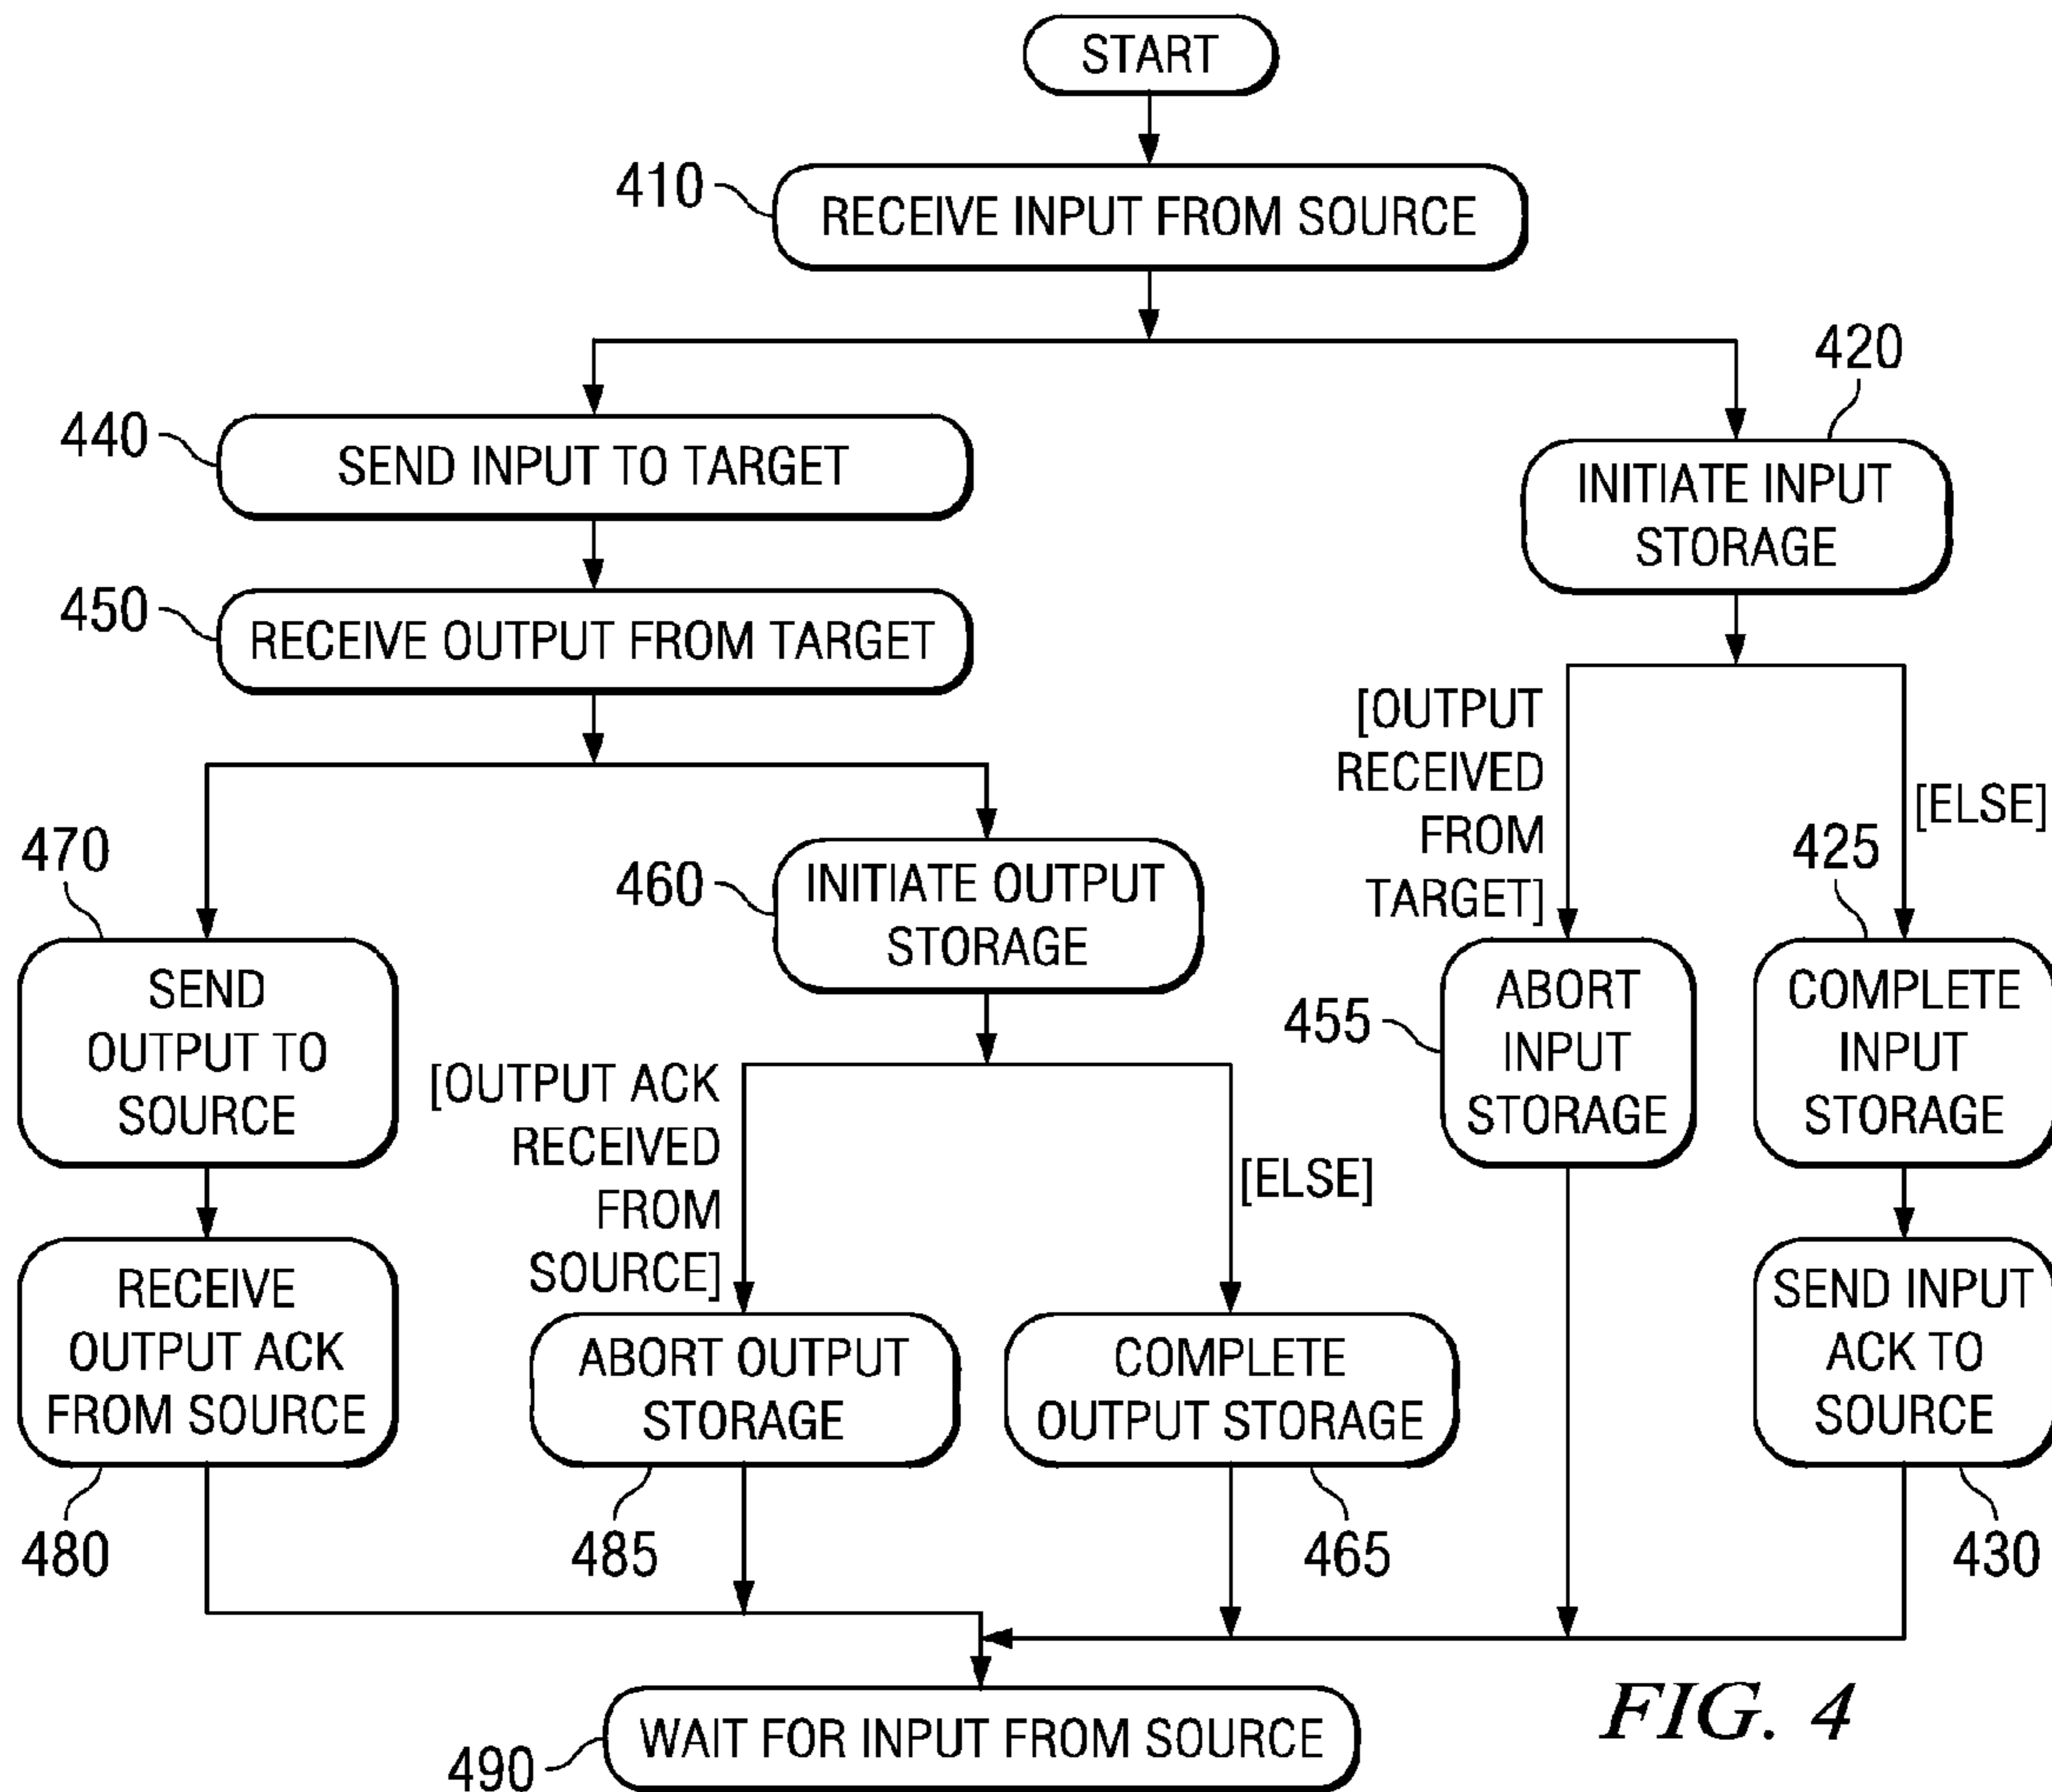 START
410
RECEIVE INPUT FROM SOURCE
420
440
SEND INPUT TO TARGET
INITIATE INPUT
STORAGE
450
RECEIVE OUTPUT FROM TARGET
[OUTPUT
RECEIVED
FROM
TARGET]
[ELSE]
470
460
INITIATE OUTPUT
STORAGE
425
SEND
OUTPUT TO
SOURCE
455
ABORT
INPUT
STORAGE
COMPLETE
INPUT
STORAGE
[OUTPUT ACK
RECEIVED
FROM
SOURCE]
[ELSE]
RECEIVE
OUTPUT ACK
FROM SOURCE
ABORT OUTPUT
STORAGE
COMPLETE
OUTPUT STORAGE
SEND INPUT
ACK TO
SOURCE
480
485
465
430
490
WAIT FOR INPUT FROM SOURCE
FIG. 4